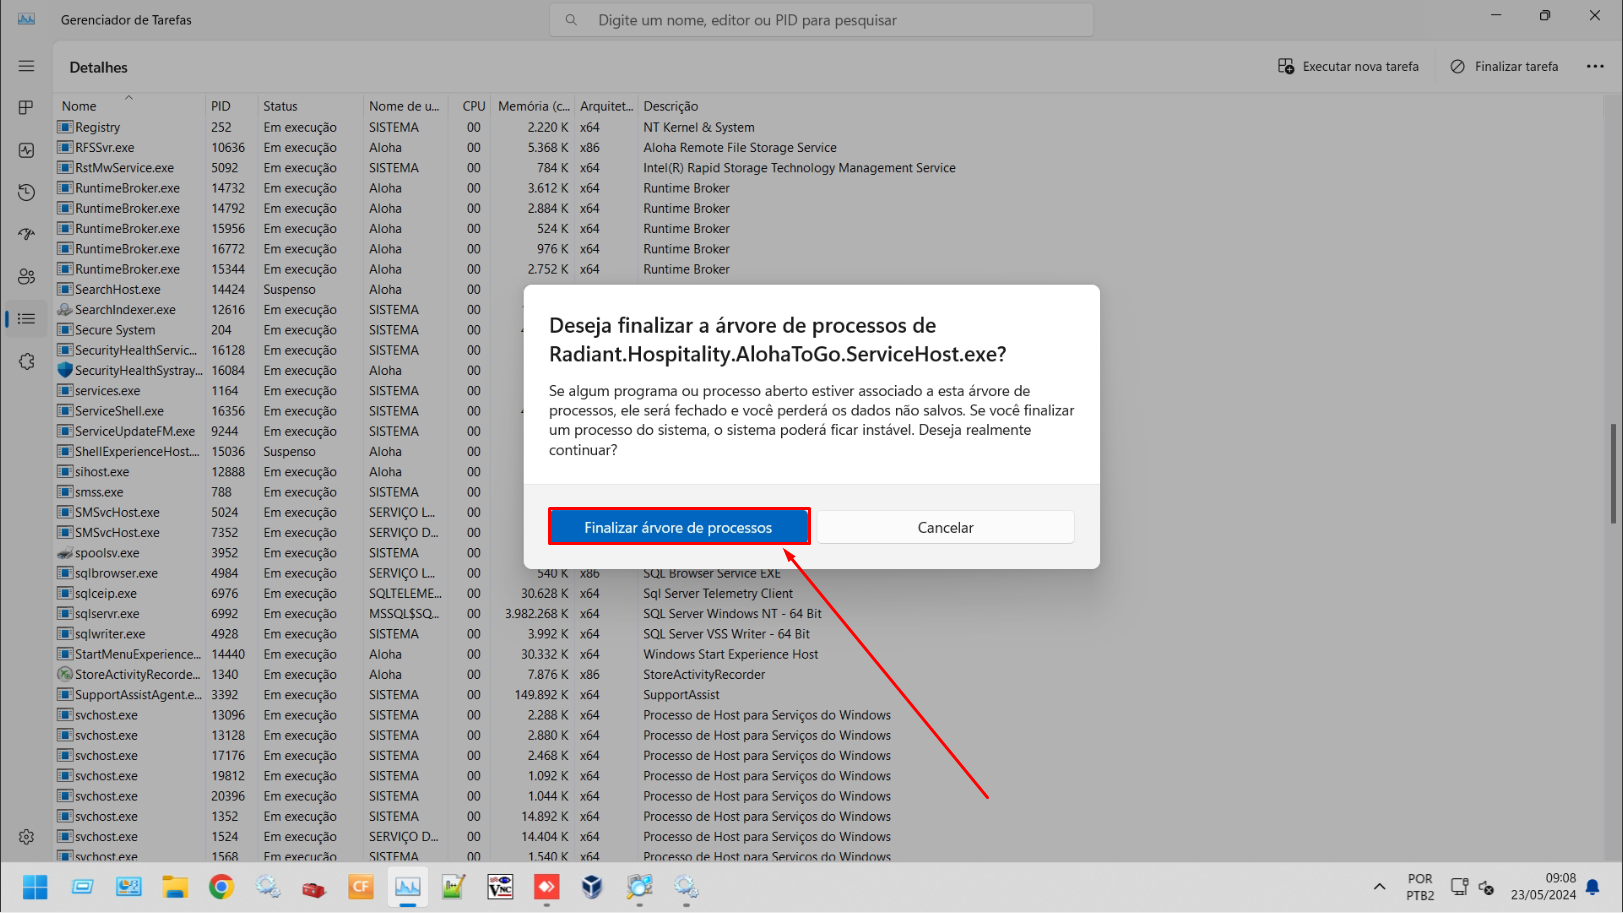 Gerenciador de Tarefas
Digite um nome, editor ou PID para pesquisar
Detalhes
Executar nova tarefa
Finalizar tarefa
Nome PID Status Nome de u... CPU Memória (c... Arquitet... Descrição
Registry 252 Em execução SISTEMA 00 2.220 K x64 NT Kernel & System
RFSSvr.exe 10636 Em execução Aloha 00 5.368 K x86 Aloha Remote File Storage Service
RstMwService.exe 5092 Em execução SISTEMA 00 784 K x64 Intel(R) Rapid Storage Technology Management Service
RuntimeBroker.exe 14732 Em execução Aloha 00 3.612 K x64 Runtime Broker
RuntimeBroker.exe 14792 Em execução Aloha 00 2.884 K x64 Runtime Broker
RuntimeBroker.exe 15956 Em execução Aloha 00 524 K x64 Runtime Broker
RuntimeBroker.exe 16772 Em execução Aloha 00 976 K x64 Runtime Broker
RuntimeBroker.exe 15344 Em execução Aloha 00 2.752 K x64 Runtime Broker
SearchHost.exe 14424 Suspenso Aloha 00
SearchIndexer.exe 12616 Em execução SISTEMA 00
Secure System 204 Em execução SISTEMA 00
SecurityHealthServic... 16128 Em execução SISTEMA 00
SecurityHealthSystray... 16084 Em execução Aloha 00
services.exe 1164 Em execução SISTEMA 00
ServiceShell.exe 16356 Em execução SISTEMA 00
ServiceUpdateFM.exe 9244 Em execução SISTEMA 00
ShellExperienceHost.... 15036 Suspenso Aloha 00
sihost.exe 12888 Em execução Aloha 00
smss.exe 788 Em execução SISTEMA 00
SMSvcHost.exe 5024 Em execução SERVIÇO L... 00
SMSvcHost.exe 7352 Em execução SERVIÇO D... 00
spoolsv.exe 3952 Em execução SISTEMA 00
Deseja finalizar a árvore de processos de
Radiant.Hospitality.AlohaToGo.ServiceHost.exe?
Se algum programa ou processo aberto estiver associado a esta árvore de
processos, ele será fechado e você perderá os dados não salvos. Se você finalizar
um processo do sistema, o sistema poderá ficar instável. Deseja realmente
continuar?
Finalizar árvore de processos
Cancelar
sqlbrowser.exe 4984 Em execução SERVIÇO L... 00 540 K x86 SQL Browser Service EXE
sqlceip.exe 6976 Em execução SQLTELEME... 00 30.628 K x64 Sql Server Telemetry Client
sqlservr.exe 6992 Em execução MSSQL$SQ... 00 3.982.268 K x64 SQL Server Windows NT - 64 Bit
sqlwriter.exe 4928 Em execução SISTEMA 00 3.992 K x64 SQL Server VSS Writer - 64 Bit
StartMenuExperience... 14440 Em execução Aloha 00 30.332 K x64 Windows Start Experience Host
StoreActivityRecorde... 1340 Em execução Aloha 00 7.876 K x86 StoreActivityRecorder
SupportAssistAgent.e... 3392 Em execução SISTEMA 00 149.892 K x64 SupportAssist
svchost.exe 13096 Em execução SISTEMA 00 2.288 K x64 Processo de Host para Serviços do Windows
svchost.exe 13128 Em execução SISTEMA 00 2.880 K x64 Processo de Host para Serviços do Windows
svchost.exe 17176 Em execução SISTEMA 00 2.468 K x64 Processo de Host para Serviços do Windows
svchost.exe 19812 Em execução SISTEMA 00 1.092 K x64 Processo de Host para Serviços do Windows
svchost.exe 20396 Em execução SISTEMA 00 1.044 K x64 Processo de Host para Serviços do Windows
svchost.exe 1352 Em execução SISTEMA 00 14.892 K x64 Processo de Host para Serviços do Windows
svchost.exe 1524 Em execução SERVIÇO D... 00 14.404 K x64 Processo de Host para Serviços do Windows
svchost.exe 1568 Em execução SISTEMA 00 1.540 K x64 Processo de Host para Serviços do Windows
CF
VNC
POR
PTB2
09:08
23/05/2024